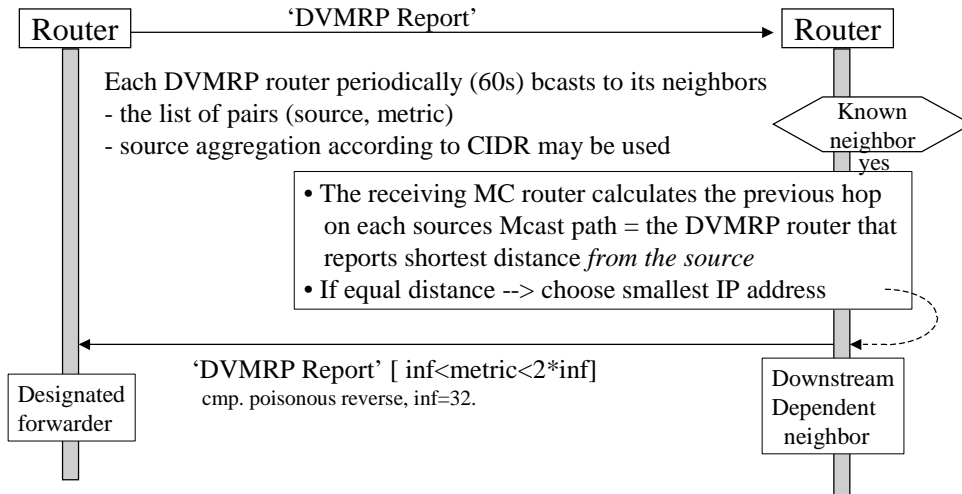 ‘DVMRP Report’
Router
Router
Each DVMRP router periodically (60s) bcasts to its neighbors
- the list of pairs (source, metric)
- source aggregation according to CIDR may be used
Known
neighbor
yes
• The receiving MC router calculates the previous hop
on each sources Mcast path = the DVMRP router that
reports shortest distance from the source
• If equal distance --> choose smallest IP address
‘DVMRP Report’ [ inf<metric<2*inf]
cmp. poisonous reverse, inf=32.
Designated
forwarder
Downstream
Dependent
neighbor